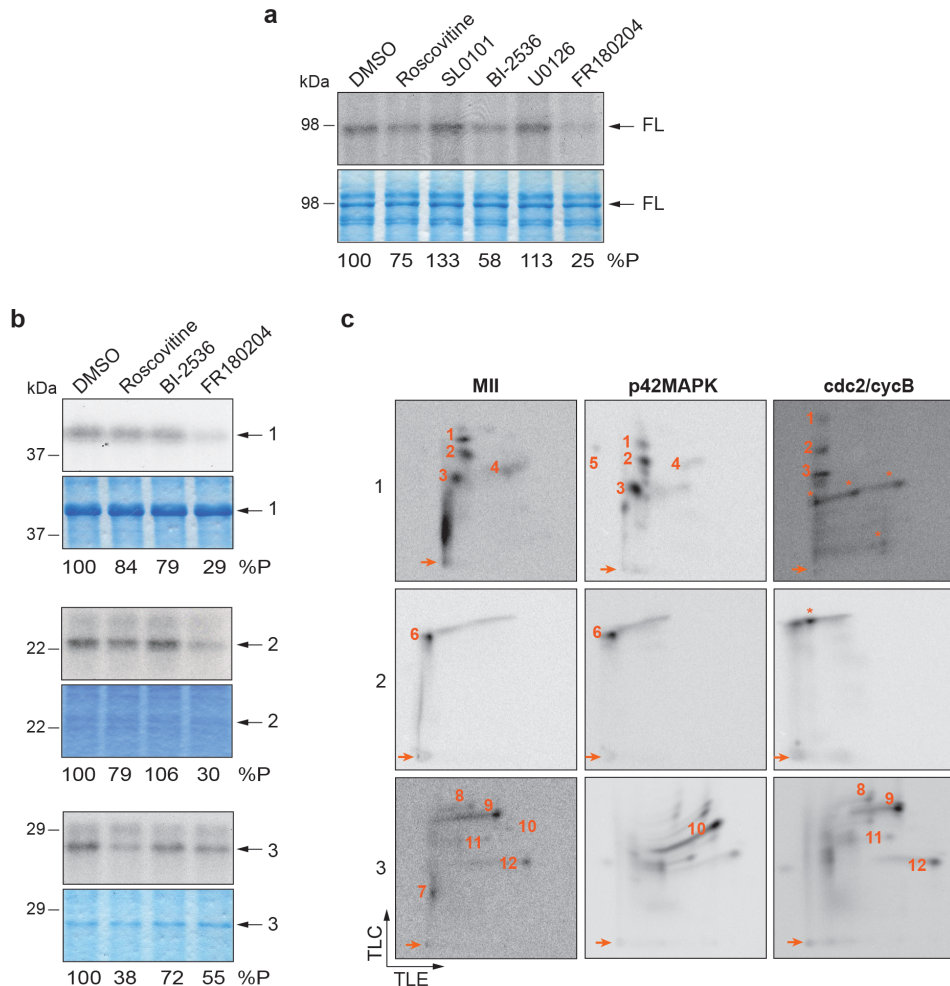 a
DMSO Roscovitine SL0101 BI-2536 U0126 FR180204
kDa
98 FL
98 FL
100 75 133 58 113 25 %P
b
DMSO Roscovitine BI-2536 FR180204
kDa
37 1
37 1
100 84 79 29 %P
22 2
22 2
100 79 106 30 %P
29 3
29 3
100 38 72 55 %P
c
MII p42MAPK cdc2/cycB
1
1 2 3 4
1 2 3 4 5
1 2 3 * * * *
2
6
6
*
3
7 8 9 10 11 12
10
8 9 11 12
TLC
TLE